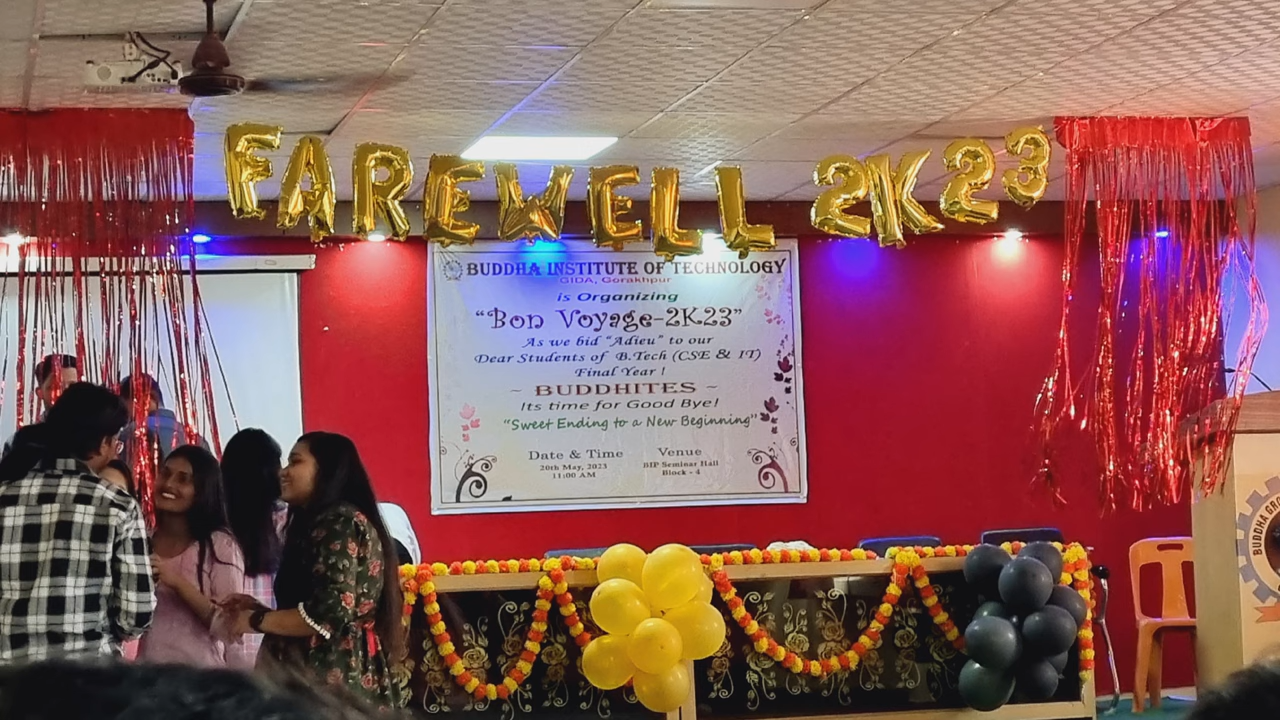 FAREWELL 2K23
BUDDHA INSTITUTE OF TECHNOLOGY
GIDA, Gorakhpur
is Organizing
"Bon Voyage-2K23"
As we bid "Adieu" to our
Dear Students of B.Tech (CSE & IT)
Final Year !
~ BUDDHITES ~
Its time for Good Bye!
"Sweet Ending to a New Beginning"
Date & Time Venue
20th May, 2023 BIP Seminar Hall
11:00 AM Block - 4
BUDDHA